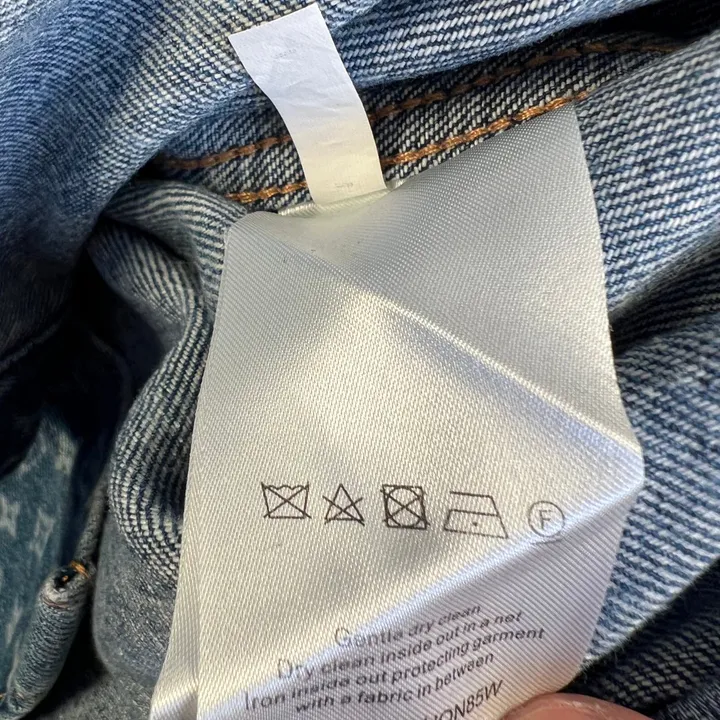 F
Gentle dry clean
Dry clean inside out in a net
Iron inside out protecting garment
with a fabric in between